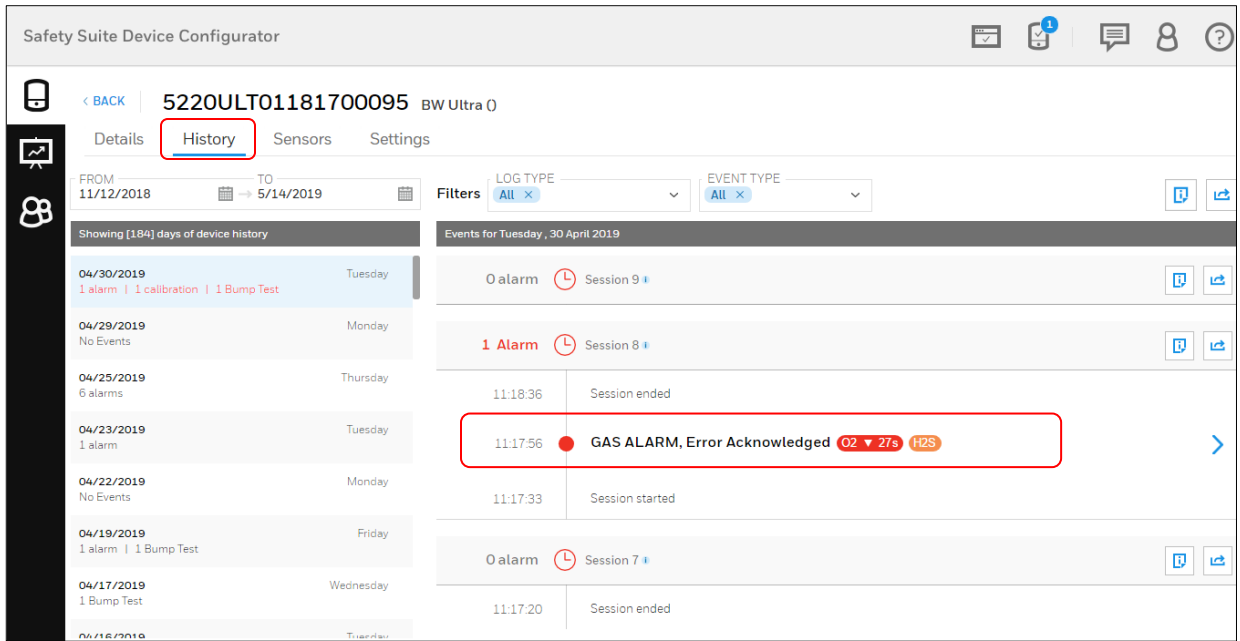 Safety Suite Device Configurator
1
?
< BACK
5220ULT01181700095 BW Ultra ()
Details History Sensors Settings
FROM
11/12/2018
TO
5/14/2019
Filters
LOG TYPE
All ×
EVENT TYPE
All ×
Showing [184] days of device history
04/30/2019 Tuesday
1 alarm | 1 calibration | 1 Bump Test
04/29/2019 Monday
No Events
04/25/2019 Thursday
6 alarms
04/23/2019 Tuesday
1 alarm
04/22/2019 Monday
No Events
04/19/2019 Friday
1 alarm | 1 Bump Test
04/17/2019 Wednesday
1 Bump Test
04/16/2019 Tuesday
Events for Tuesday , 30 April 2019
0 alarm Session 9 i
1 Alarm Session 8 i
11:18:36 Session ended
11:17:56 GAS ALARM, Error Acknowledged O2 ▼ 27s H2S
11:17:33 Session started
0 alarm Session 7 i
11:17:20 Session ended